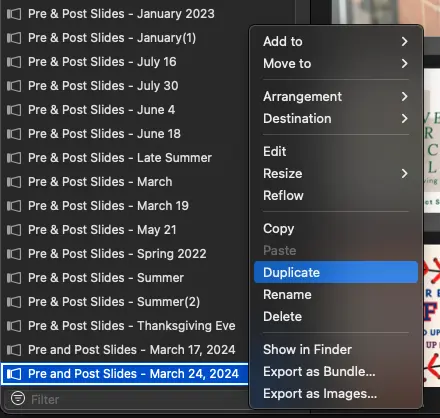 Pre & Post Slides - January 2023
Pre & Post Slides - January(1)
Pre & Post Slides - July 16
Pre & Post Slides - July 30
Pre & Post Slides - June 4
Pre & Post Slides - June 18
Pre & Post Slides - Late Summer
Pre & Post Slides - March
Pre & Post Slides - March 19
Pre & Post Slides - May 21
Pre & Post Slides - Spring 2022
Pre & Post Slides - Summer
Pre & Post Slides - Summer(2)
Pre & Post Slides - Thanksgiving Eve
Pre and Post Slides - March 17, 2024
Pre and Post Slides - March 24, 2024
Filter
Add to
Move to
Arrangement
Destination
Edit
Resize
Reflow
Copy
Paste
Duplicate
Rename
Delete
Show in Finder
Export as Bundle...
Export as Images...